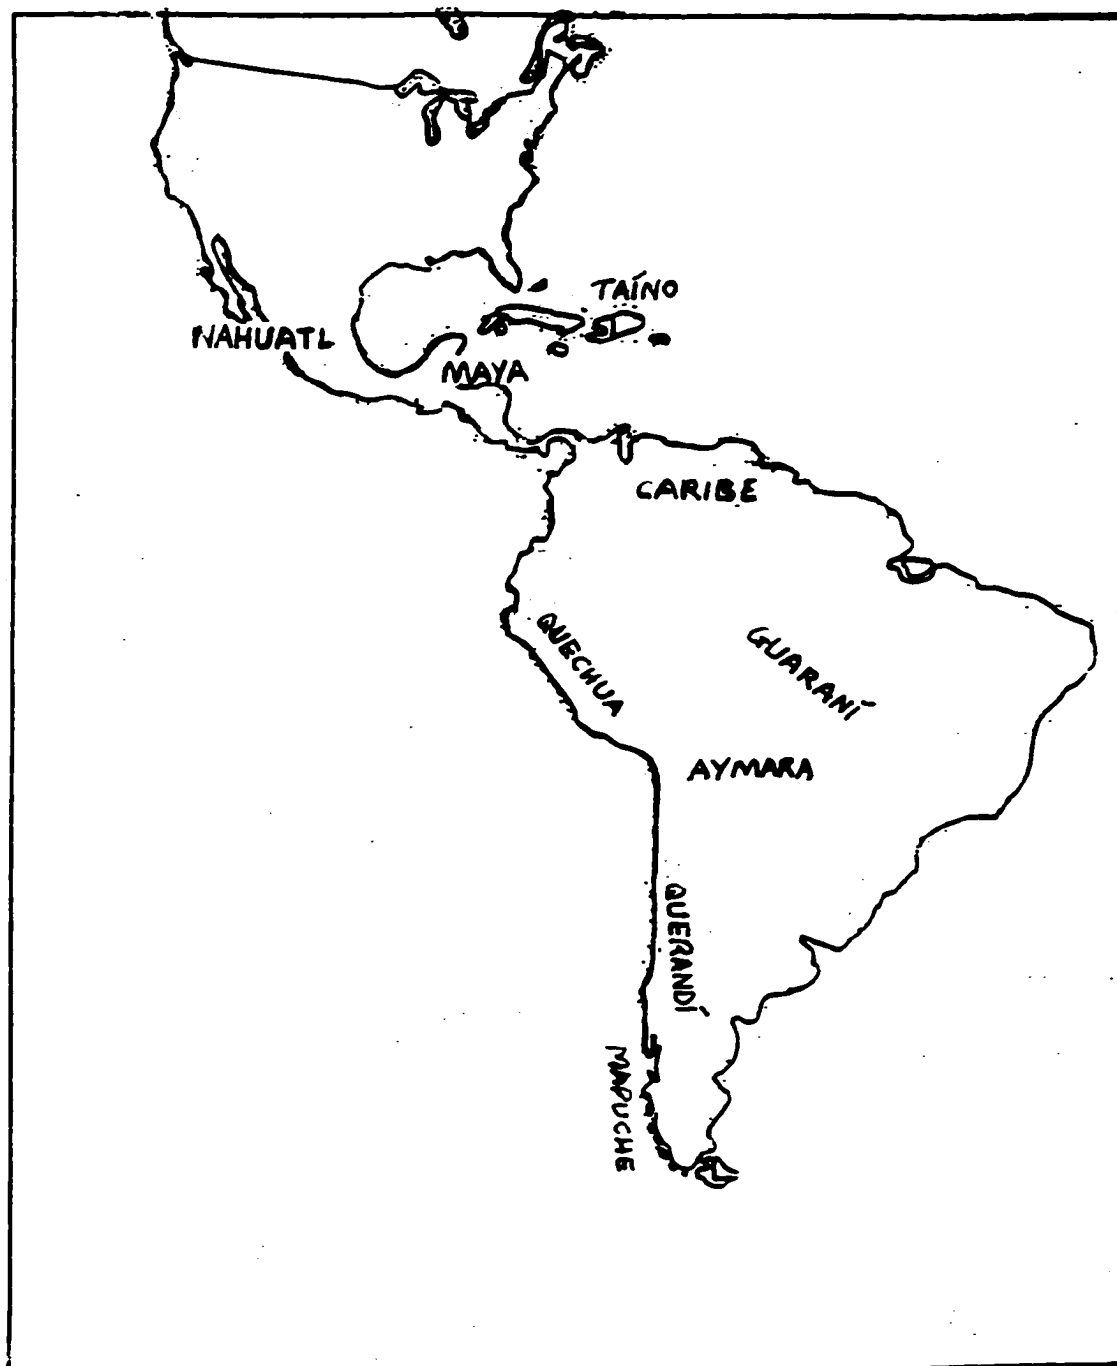 TAÍNO
NAHUATL
MAYA
CARIBE
QUECHUA
GUARANÍ
AYMARA
QUERANDÍ
MAPUCHE